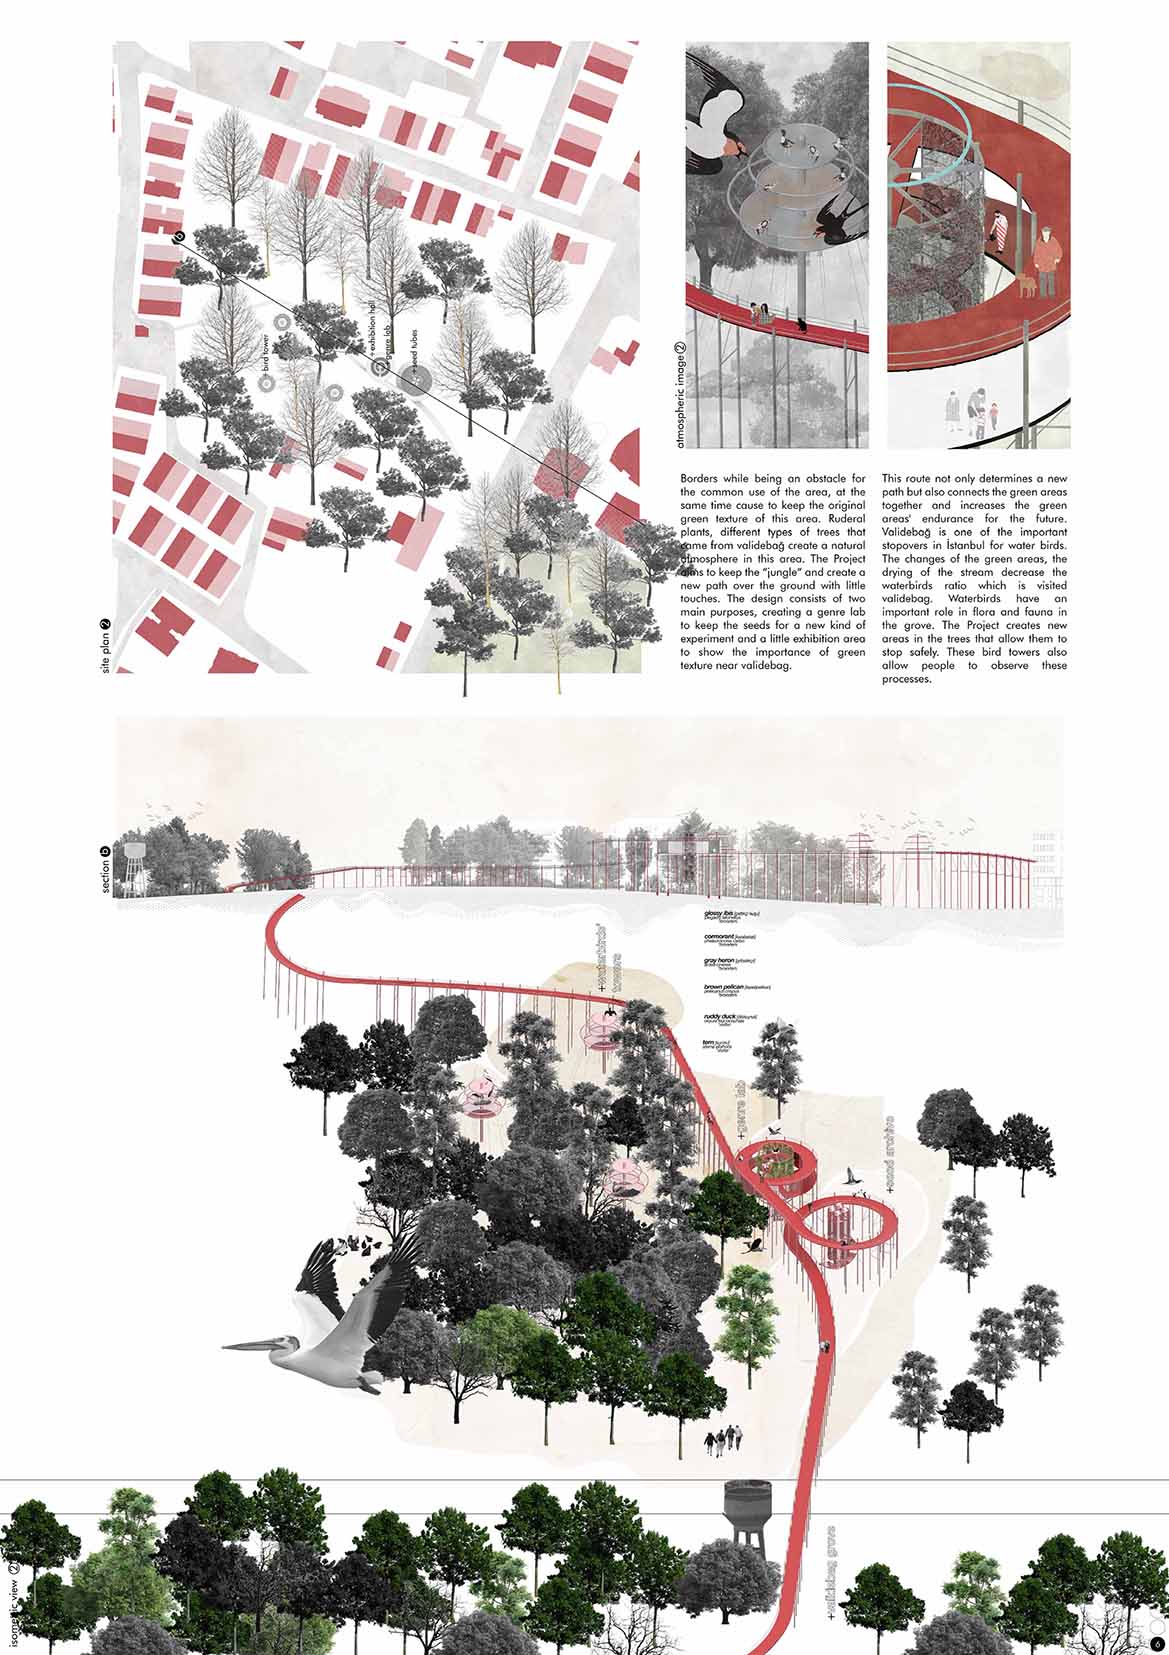 site plan 2
b
+ bird tower
+ exhibition hall
+ genre lab
+ seed tubes
atmospheric image 2
Borders while being an obstacle for
the common use of the area, at the
same time cause to keep the original
green texture of this area. Ruderal
plants, different types of trees that
came from validebağ create a natural
atmosphere in this area. The Project
aims to keep the "jungle" and create a
new path over the ground with little
touches. The design consists of two
main purposes, creating a genre lab
to keep the seeds for a new kind of
experiment and a little exhibition area
to show the importance of green
texture near validebag.
This route not only determines a new
path but also connects the green areas
together and increases the green
areas' endurance for the future.
Validebağ is one of the important
stopovers in İstanbul for water birds.
The changes of the green areas, the
drying of the stream decrease the
waterbirds ratio which is visited
validebag. Waterbirds have an
important role in flora and fauna in
the grove. The Project creates new
areas in the trees that allow them to
stop safely. These bird towers also
allow people to observe these
processes.
section b
glossy ibis
cormorant
gray heron
brown pelican
ruddy duck
tern
+waterbirds'
towers
+genre lab
+seed archive
+validebag grove
isometric view 2
6